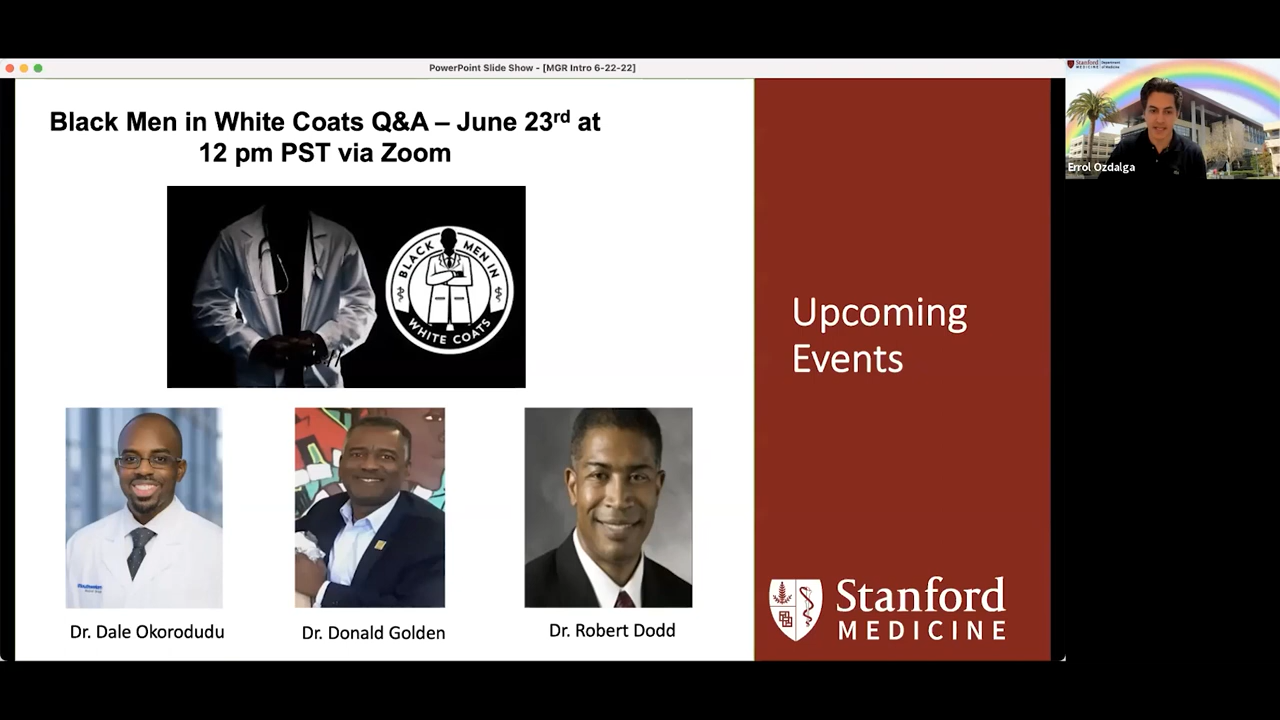 PowerPoint Slide Show - [MGR Intro 6-22-22]
Black Men in White Coats Q&A – June 23rd at
12 pm PST via Zoom
BLACK MEN IN
WHITE COATS
Dr. Dale Okorodudu
Dr. Donald Golden
Dr. Robert Dodd
Upcoming
Events
Stanford
MEDICINE
Stanford
MEDICINE
Errol Ozdalga